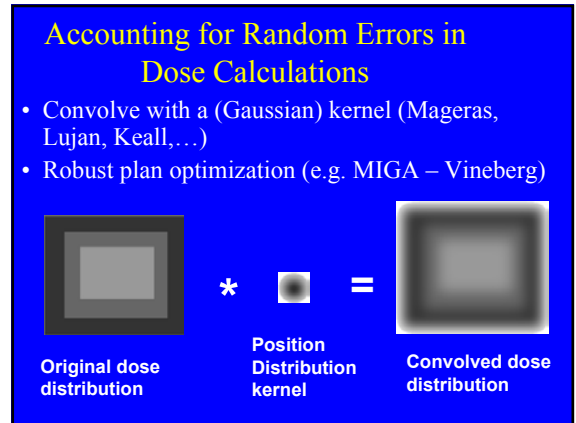 Accounting for Random Errors in
Dose Calculations
• Convolve with a (Gaussian) kernel (Mageras,
Lujan, Keall,…)
• Robust plan optimization (e.g. MIGA – Vineberg)
* =
Original dose
distribution
Position
Distribution
kernel
Convolved dose
distribution